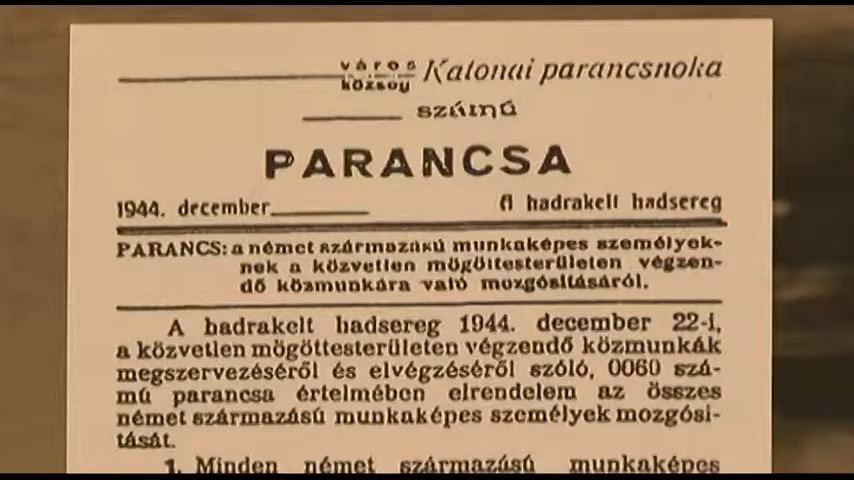 város
község Katonai parancsnoka
számú
PARANCSA
1944. december
A hadrakelt hadsereg
PARANCS: a német származású munkaképes személyek-
nek a közvetlen mögöttesterületen végzen-
dő közmunkára való mozgósításáról.
A hadrakelt hadsereg 1944. december 22-i,
a közvetlen mögöttesterületen végzendő közmunkák
megszervezéséről és elvégzéséről szóló, 0060 szá-
mú parancsa értelmében elrendelem az összes
német származású munkaképes személyek mozgósi-
tását.
1. Minden német származású munkaképes